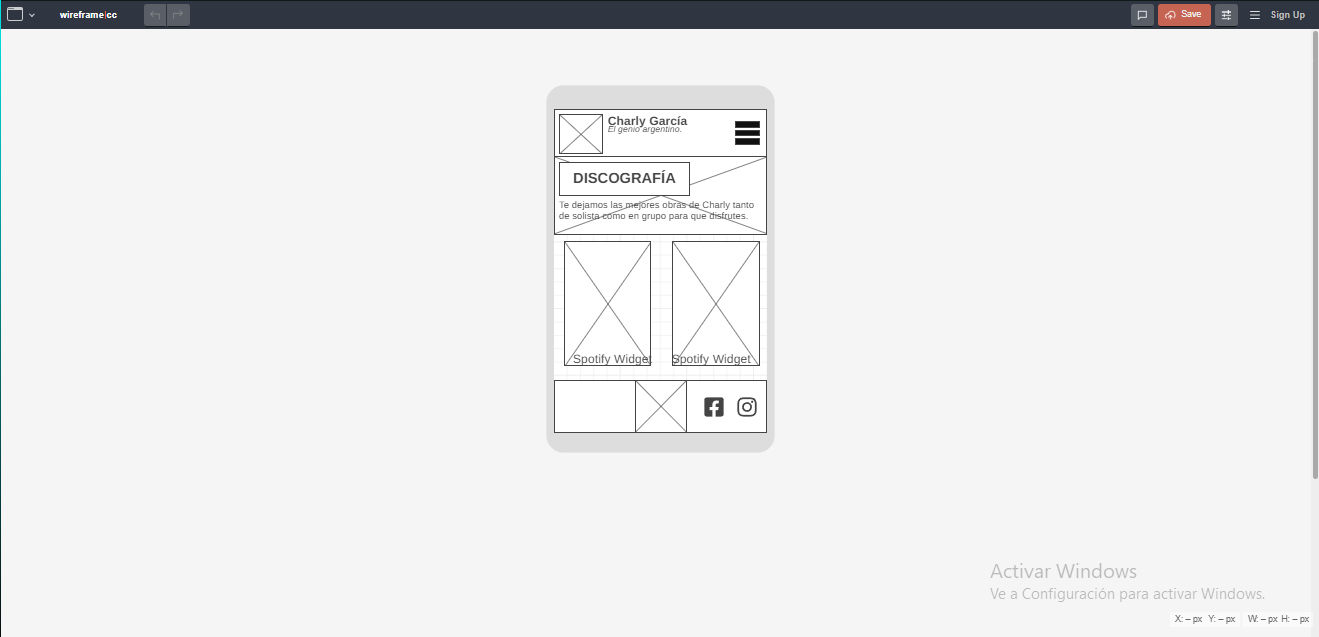 wireframe|cc
Save
Sign Up
Charly García
El genio argentino.
DISCOGRAFÍA
Te dejamos las mejores obras de Charly tanto
de solista como en grupo para que disfrutes.
Spotify Widget
Spotify Widget
Activar Windows
Ve a Configuración para activar Windows.
X: – px Y: – px W: – px H: – px